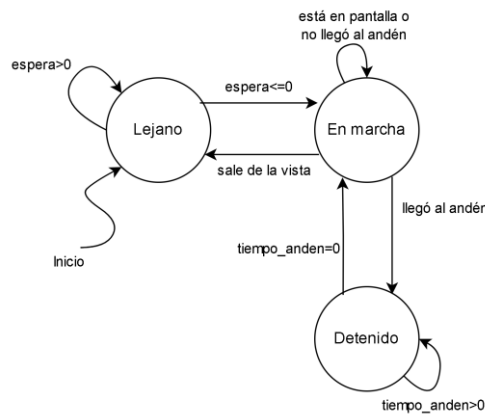 está en pantalla o
no llegó al andén
espera>0
espera<=0
Lejano
En marcha
sale de la vista
llegó al andén
tiempo_anden=0
Inicio
Detenido
tiempo_anden>0